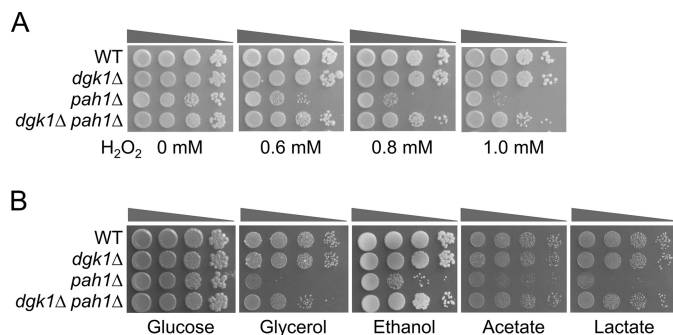 A
WT
dgk1Δ
pah1Δ
dgk1Δ pah1Δ
H₂O₂ 0 mM 0.6 mM 0.8 mM 1.0 mM
B
WT
dgk1Δ
pah1Δ
dgk1Δ pah1Δ
Glucose Glycerol Ethanol Acetate Lactate